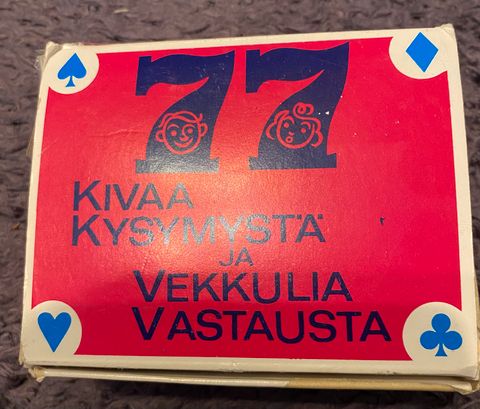 77
KIVAA
KYSYMYSTÄ
JA
VEKKULIA
VASTAUSTA